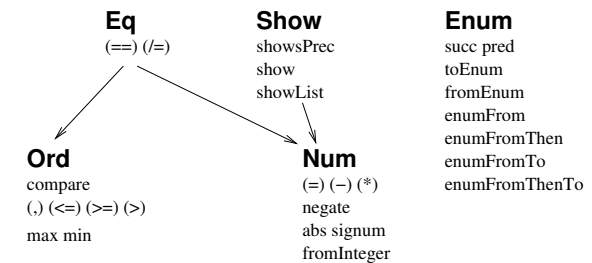 Eq
(==) (/=)
Show
showsPrec
show
showList
Enum
succ pred
toEnum
fromEnum
enumFrom
enumFromThen
enumFromTo
enumFromThenTo
Ord
compare
(,) (<=) (>=) (>)
max min
Num
(=) (−) (*)
negate
abs signum
fromInteger